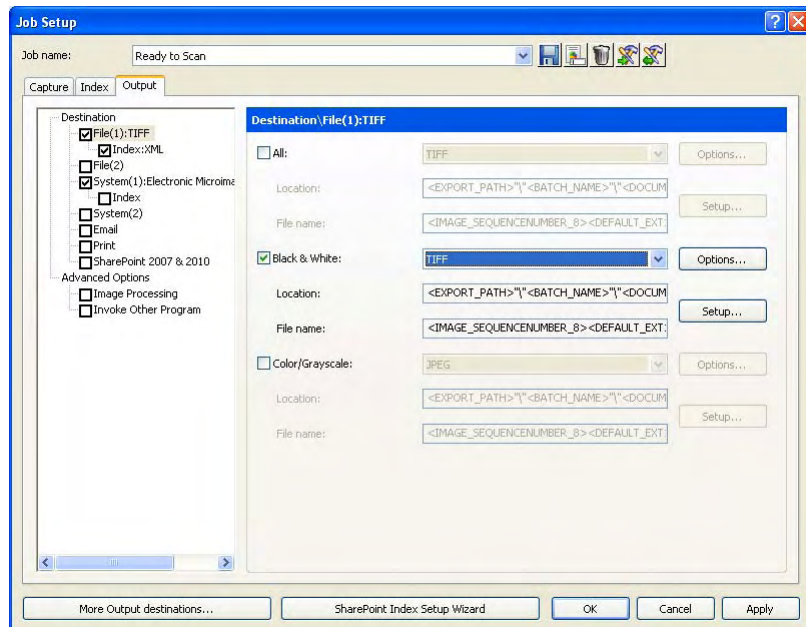 Job Setup
Job name: Ready to Scan
Capture Index Output
Destination
File(1):TIFF
Index:XML
File(2)
System(1):Electronic Microima
Index
System(2)
Email
Print
SharePoint 2007 & 2010
Advanced Options
Image Processing
Invoke Other Program
Destination\File(1):TIFF
All: TIFF Options...
Location: <EXPORT_PATH>"\"<BATCH_NAME>"\"<DOCUM
Setup...
File name: <IMAGE_SEQUENCENUMBER_8><DEFAULT_EXT
Black & White: TIFF Options...
Location: <EXPORT_PATH>"\"<BATCH_NAME>"\"<DOCUM
Setup...
File name: <IMAGE_SEQUENCENUMBER_8><DEFAULT_EXT
Color/Grayscale: JPEG Options...
Location: <EXPORT_PATH>"\"<BATCH_NAME>"\"<DOCUM
Setup...
File name: <IMAGE_SEQUENCENUMBER_8><DEFAULT_EXT
More Output destinations... SharePoint Index Setup Wizard OK Cancel Apply